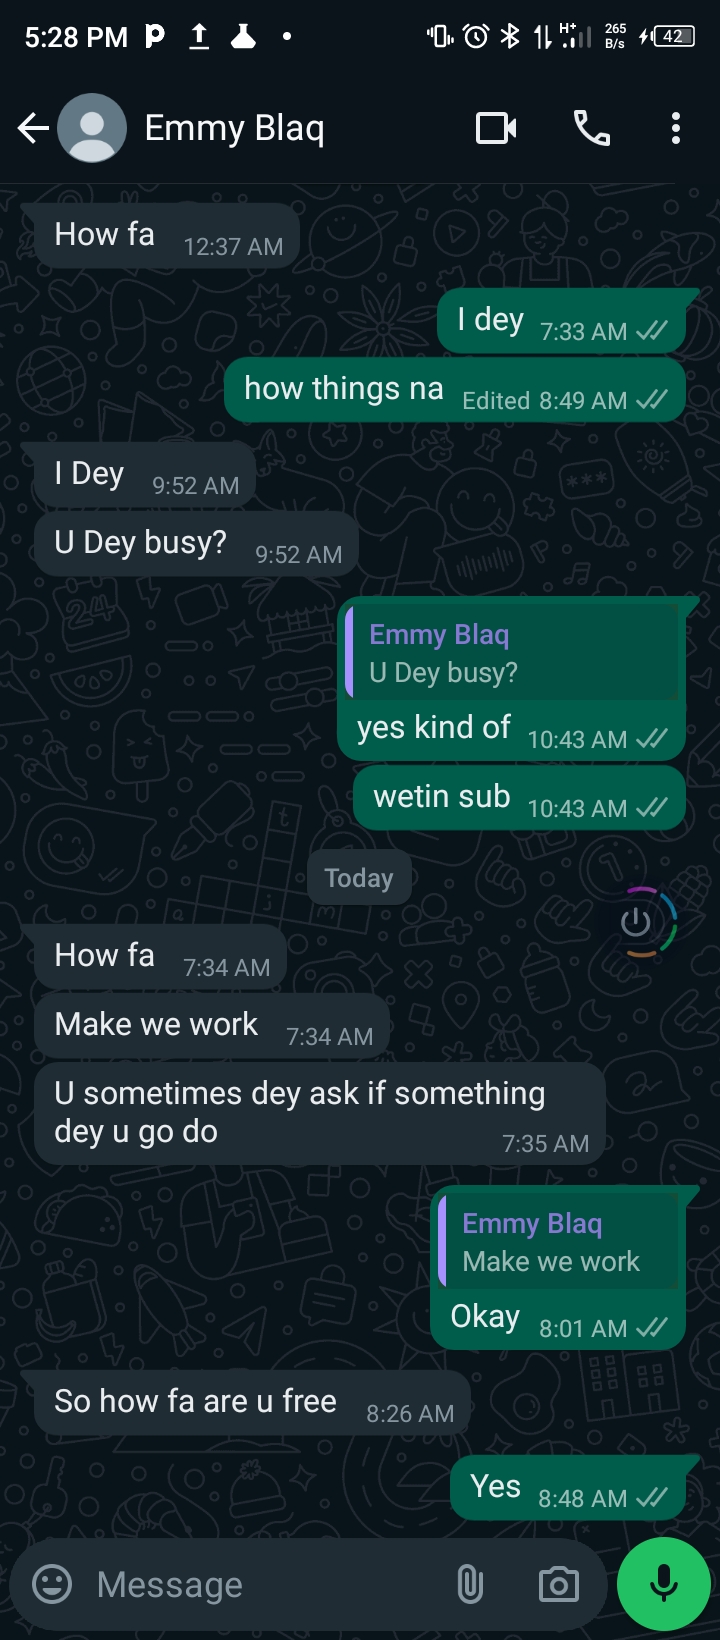 5:28 PM
H+
265
B/s
42
Emmy Blaq
How fa 12:37 AM
I dey 7:33 AM
how things na Edited 8:49 AM
I Dey 9:52 AM
U Dey busy? 9:52 AM
Emmy Blaq
U Dey busy?
yes kind of 10:43 AM
wetin sub 10:43 AM
Today
How fa 7:34 AM
Make we work 7:34 AM
U sometimes dey ask if something
dey u go do 7:35 AM
Emmy Blaq
Make we work
Okay 8:01 AM
So how fa are u free 8:26 AM
Yes 8:48 AM
Message